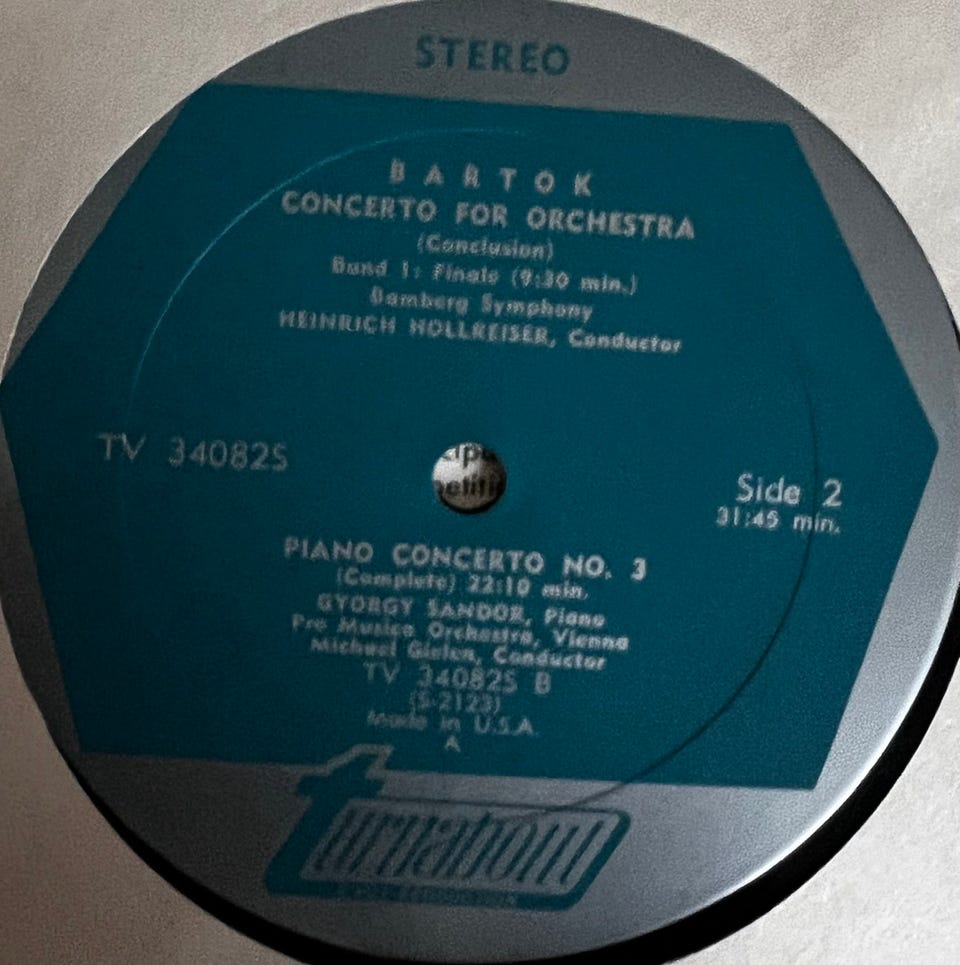 STEREO
BARTOK
CONCERTO FOR ORCHESTRA
(Conclusion)
Band 1: Finale (9:30 min.)
Bamberg Symphony
HEINRICH HOLLREISER, Conductor
TV 34082S
Side 2
31:45 min.
PIANO CONCERTO NO. 3
(Complete) 22:10 min.
GYORGY SANDOR, Piano
Pro Musica Orchestra, Vienna
Michael Gielen, Conductor
TV 34082S B
(S-2123)
Made in U.S.A.
A
turnabout